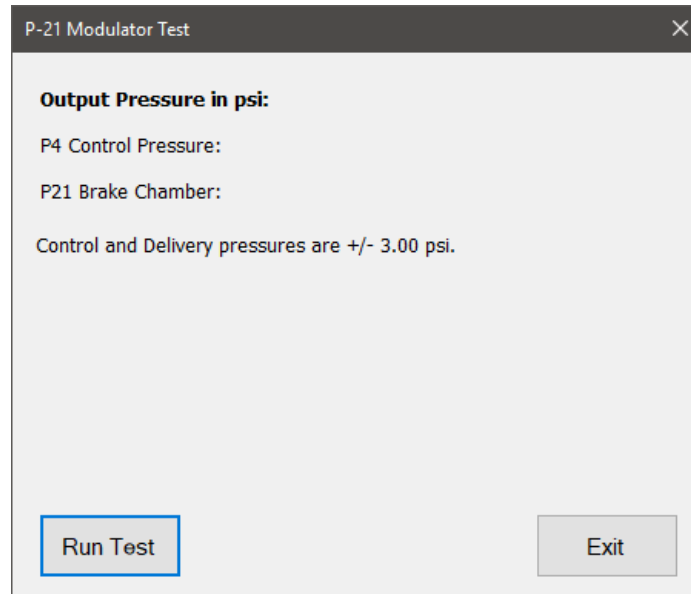 P-21 Modulator Test
Output Pressure in psi:
P4 Control Pressure:
P21 Brake Chamber:
Control and Delivery pressures are +/- 3.00 psi.
Run Test
Exit